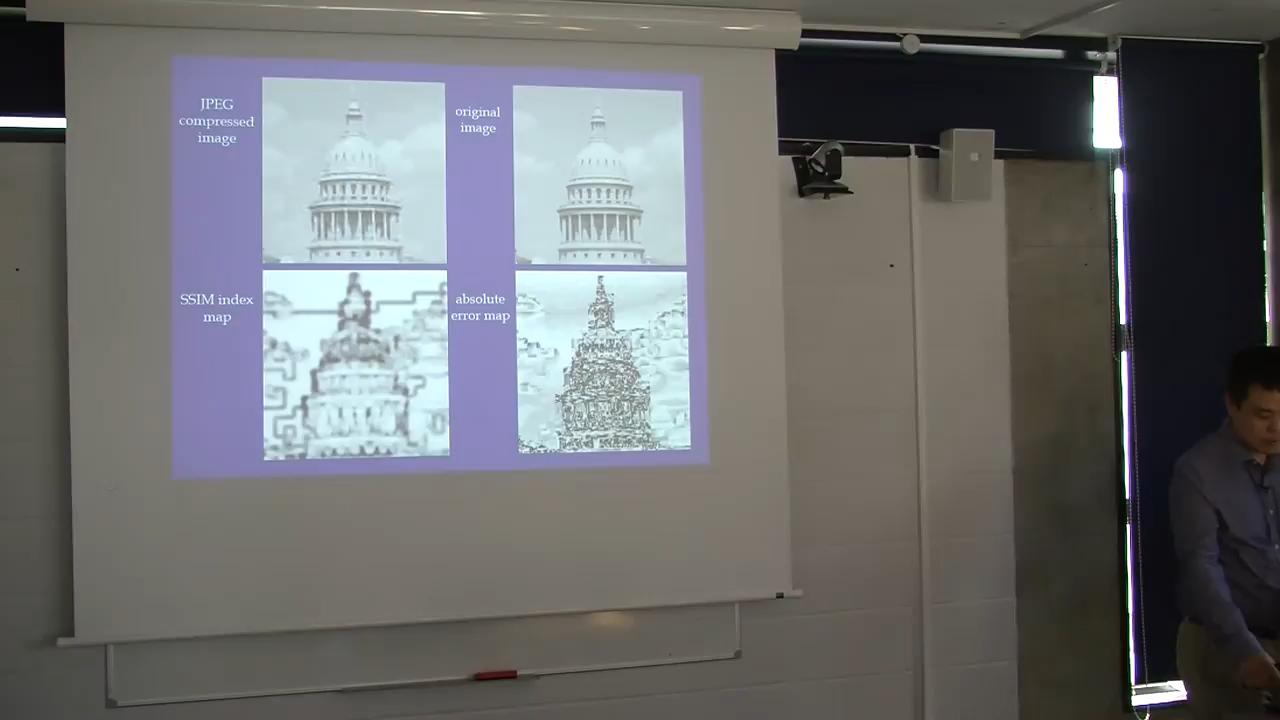 JPEG
compressed
image
original
image
SSIM index
map
absolute
error map